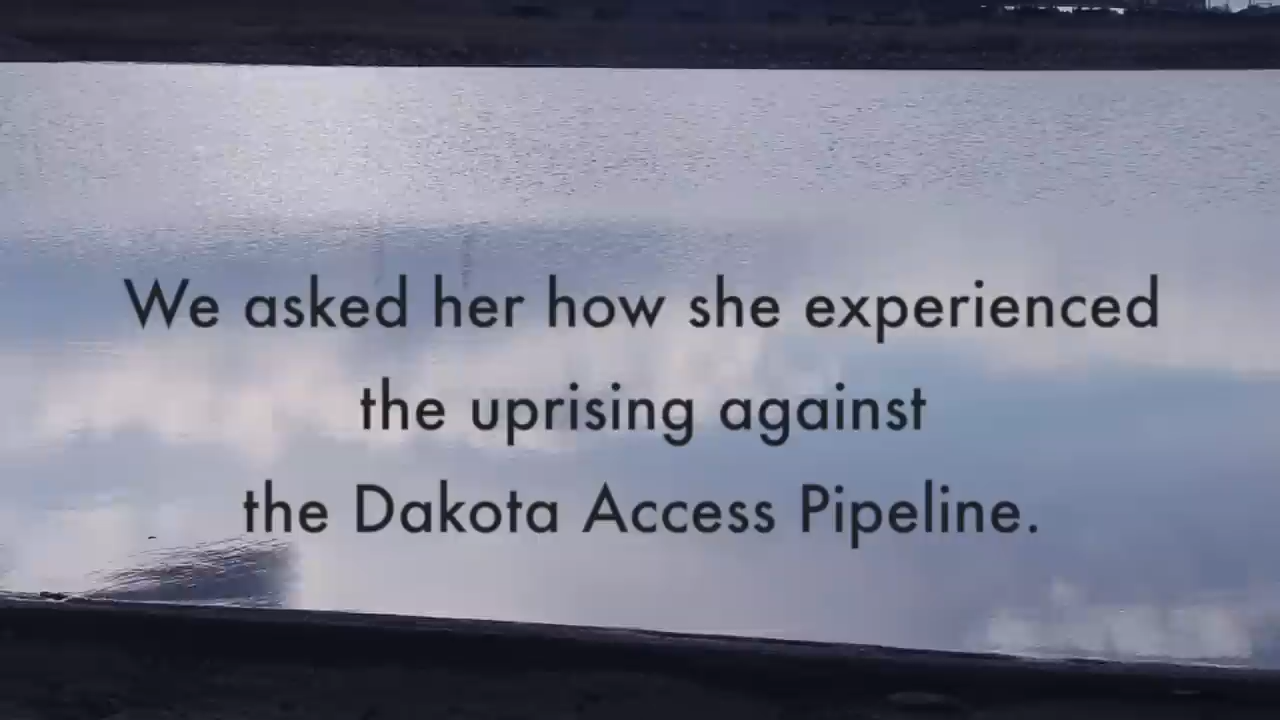 We asked her how she experienced
the uprising against
the Dakota Access Pipeline.